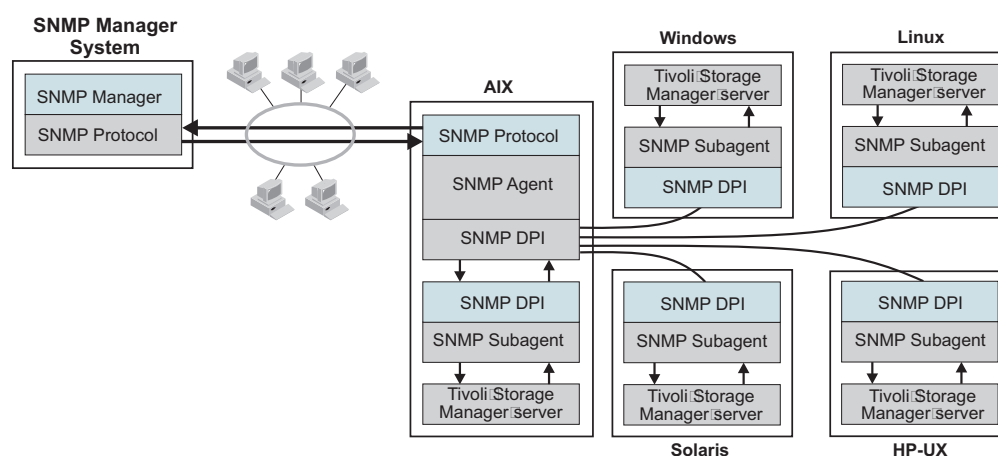 SNMP Manager
System
SNMP Manager
SNMP Protocol
AIX
SNMP Protocol
SNMP Agent
SNMP DPI
SNMP DPI
SNMP Subagent
Tivoli Storage
Manager server
Windows
Tivoli Storage
Manager server
SNMP Subagent
SNMP DPI
Linux
Tivoli Storage
Manager server
SNMP Subagent
SNMP DPI
SNMP DPI
SNMP Subagent
Tivoli Storage
Manager server
Solaris
SNMP DPI
SNMP Subagent
Tivoli Storage
Manager server
HP-UX